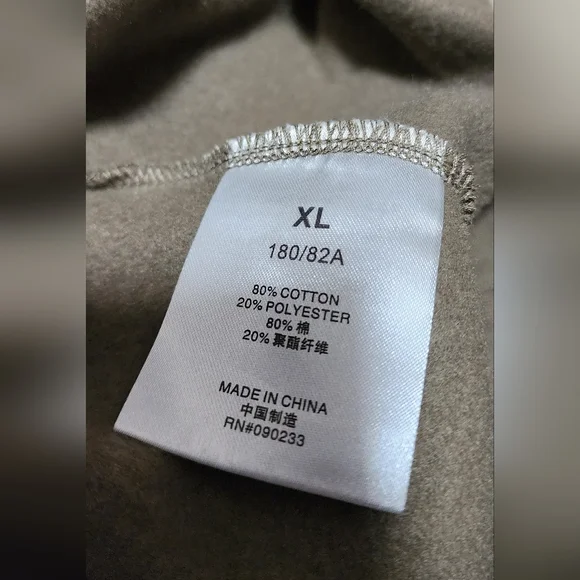 XL
180/82A
80% COTTON
20% POLYESTER
80% 棉
20% 聚酯纤维
MADE IN CHINA
中国制造
RN#090233